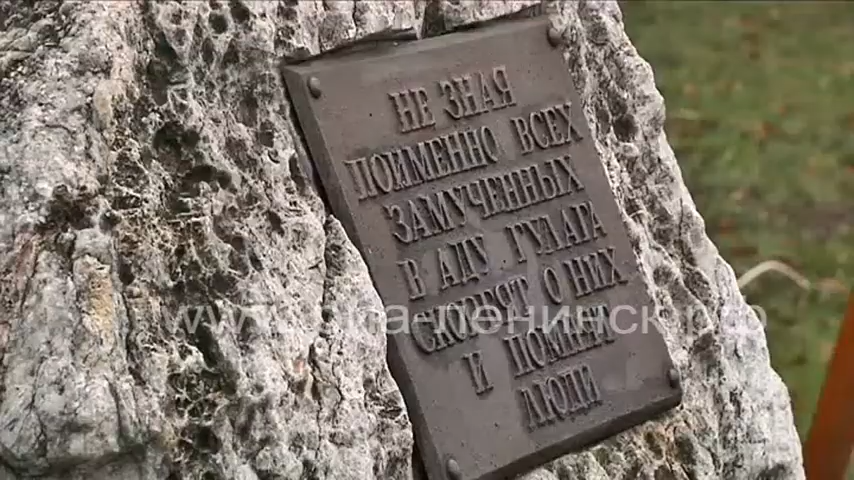 НЕ ЗНАЯ
ПОИМЕННО ВСЕХ
ЗАМУЧЕННЫХ
В АДУ ГУЛАГА
СКОРБЯТ О НИХ
И ПОМНЯТ
ЛЮДИ